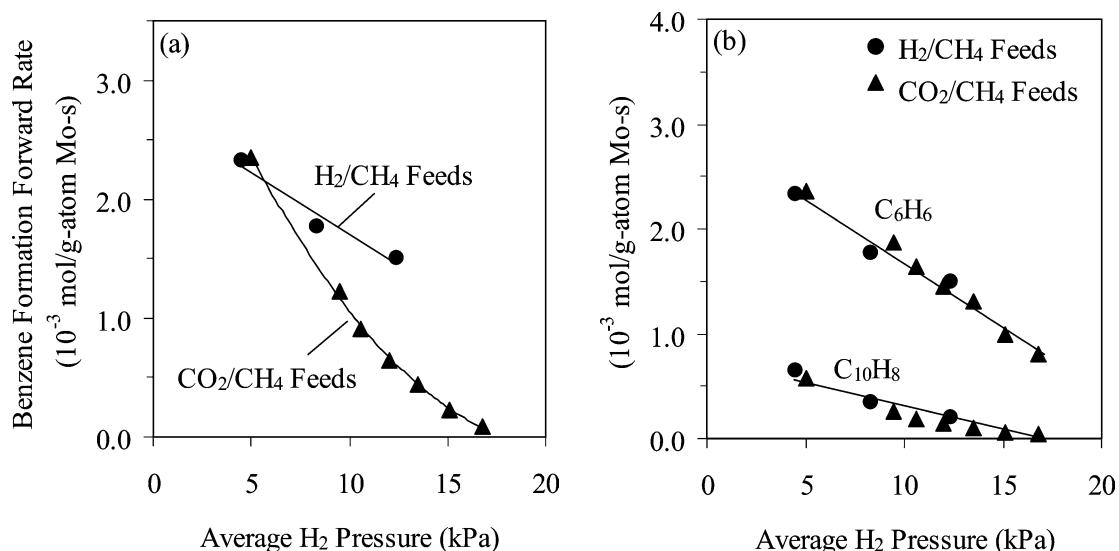 Benzene Formation Forward Rate
(10⁻³ mol/g-atom Mo-s)
(a)
3.0
2.0
1.0
0.0
H₂/CH₄ Feeds
CO₂/CH₄ Feeds
0 5 10 15 20
Average H₂ Pressure (kPa)
(10⁻³ mol/g-atom Mo-s)
(b)
4.0
3.0
2.0
1.0
0.0
H₂/CH₄ Feeds
CO₂/CH₄ Feeds
C₆H₆
C₁₀H₈
0 5 10 15 20
Average H₂ Pressure (kPa)